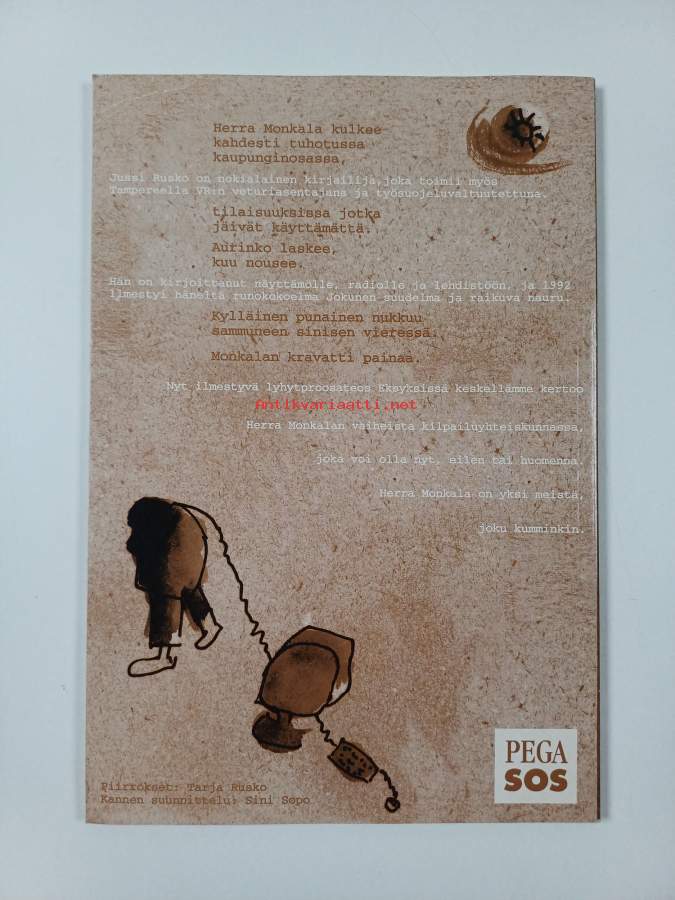 Herra Monkala kulkee
kahdesti tuhotussa
kaupunginosassa,
Jussi Rusko on nokialainen kirjailija, joka toimii myös
Tampereella VR:n veturiasentajana ja työsuojeluvaltuutettuna.
tilaisuuksissa jotka
jäivät käyttämättä.
Aurinko laskee,
kuu nousee.
Hän on kirjoittanut näyttämölle, radiolle ja lehdistöön, ja 1992
ilmestyi häneltä runokokoelma Jokunen suudelma ja raikuva nauru.
Kylläinen punainen nukkuu
sammuneen sinisen vieressä.
Monkalan kravatti painaa.
Nyt ilmestyvä lyhytproosateos Eksyksissä keskellämme kertoo
Antikvariaatti.net
Herra Monkalan vaiheista kilpailuyhteiskunnassa,
joka voi olla nyt, eilen tai huomenna.
Herra Monkala on yksi meistä,
joku kumminkin.
PEGA
SOS
Piirrokset: Tarja Rusko
Kannen suunnittelu: Sini Sopo